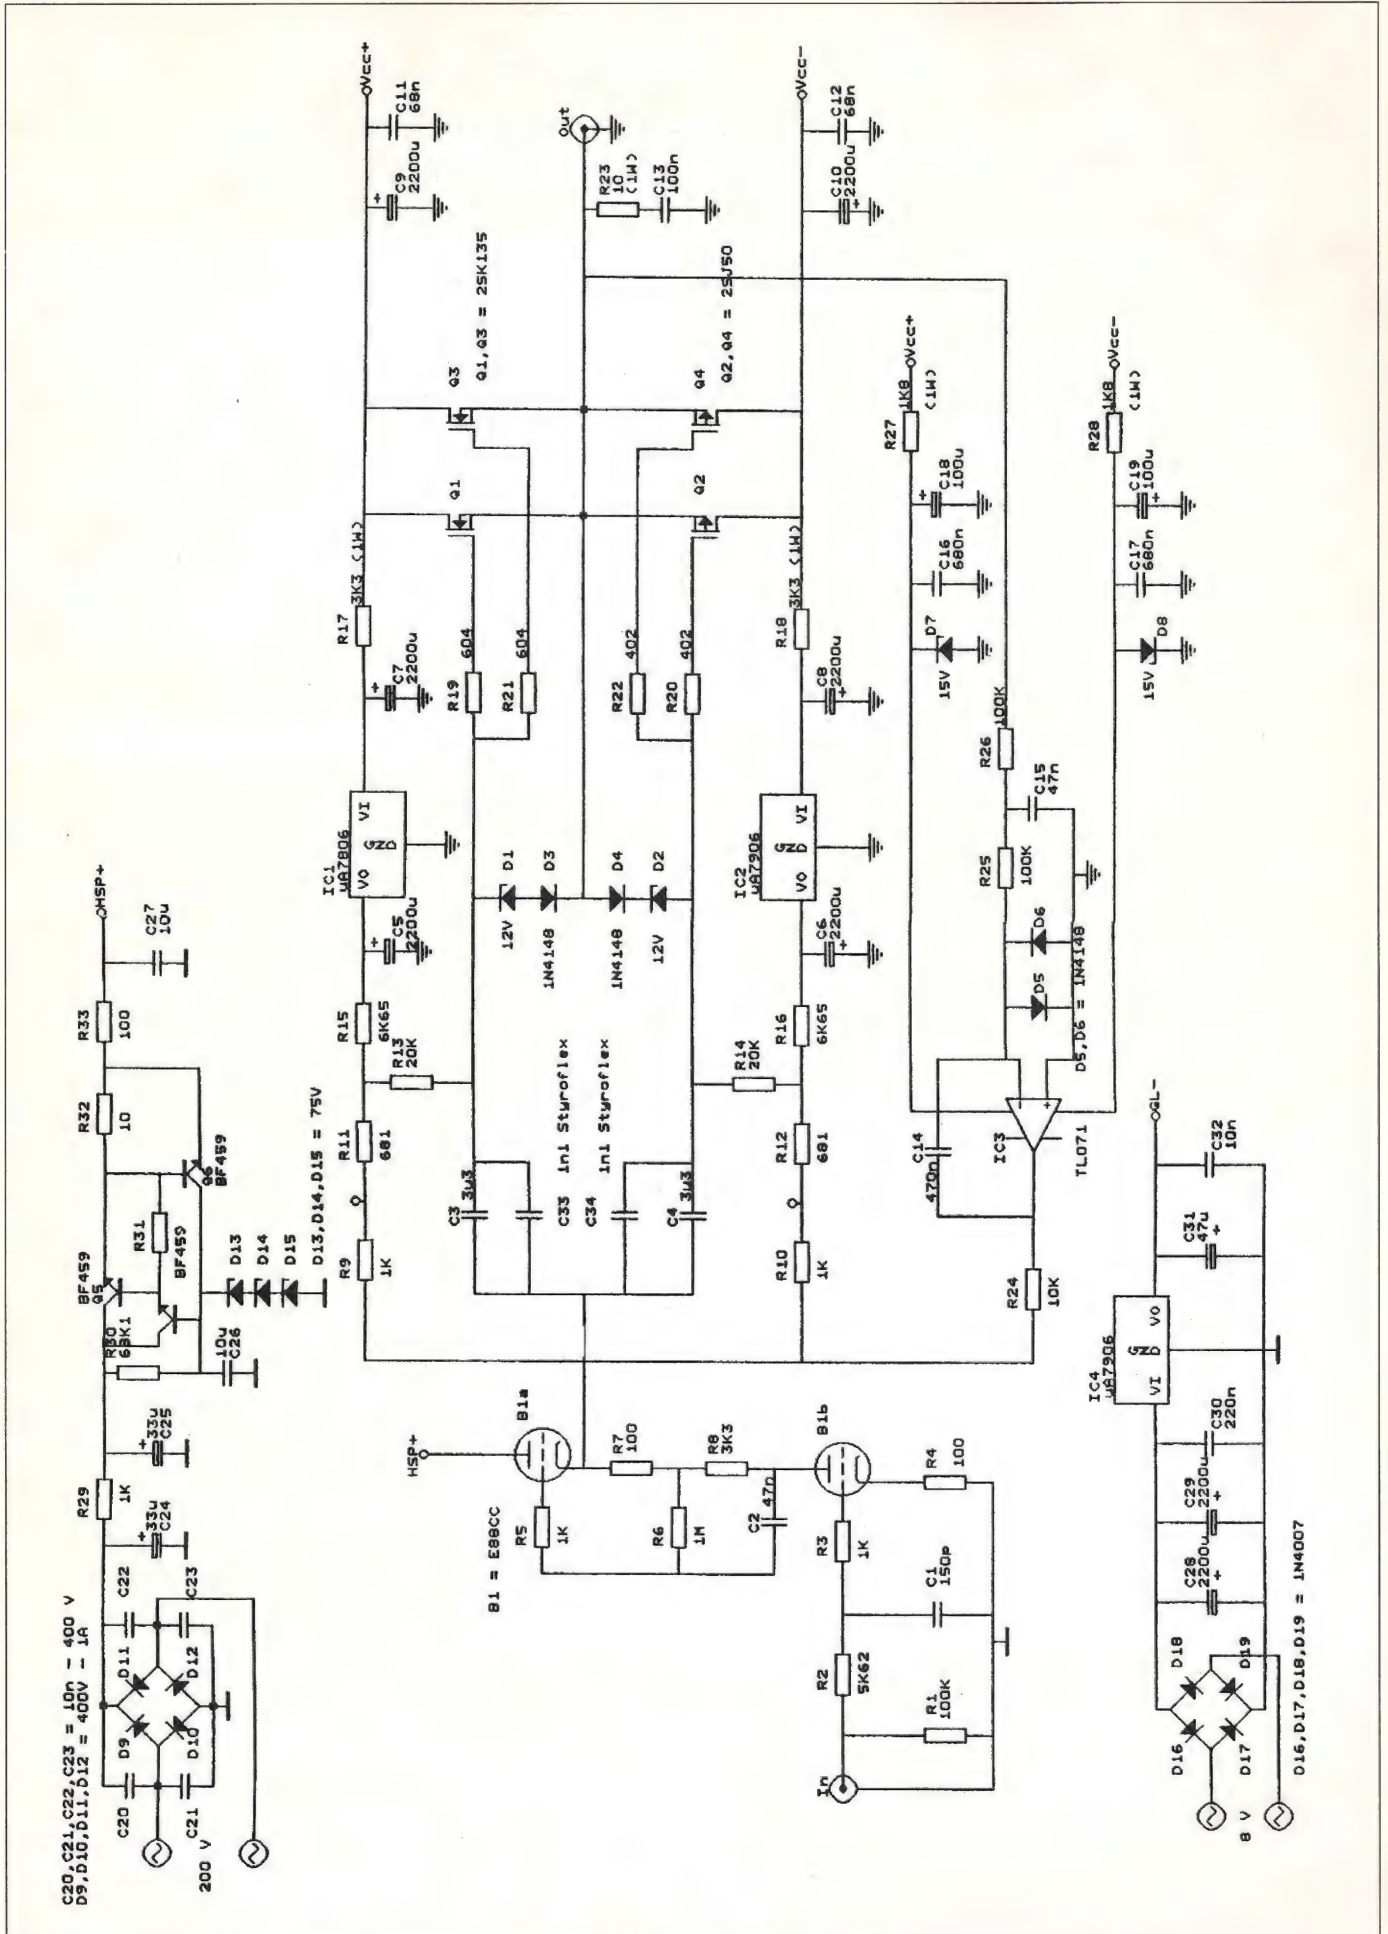 C20,C21,C22,C23 = 10n - 400 V
D9,D10,D11,D12 = 400V - 1A
C20
C21
200 V
D9
D10
D11
D12
C22
C23
33u
C24
R29
1K
33u
C25
R30
68K1
10u
C26
BF459
Q5
BF459
R31
D13
D14
D15
D13,D14,D15 = 75V
Q6
BF459
R32
10
R33
100
C27
10u
HSP+
R9
1K
R11
681
R15
6K65
R13
20K
C5
2200u
IC1
uA7806
VO
GND
VI
C7
2200u
R17
3K3 (1W)
C9
2200u
C11
68n
Vcc+
C3
3u3
C33
1n1 Styroflex
C34
1n1 Styroflex
C4
3u3
12V
D1
1N4148
D3
1N4148
D4
12V
D2
R19
604
R21
604
R22
402
R20
402
Q1
Q3
Q1,Q3 = 2SK135
Q2
Q4
Q2,Q4 = 2SJ50
R23
10
(1W)
C13
100n
Out
R10
1K
R12
681
R14
20K
R16
6K65
C6
2200u
IC2
uA7906
VO
GND
VI
C8
2200u
R18
3K3 (1W)
C10
2200u
C12
68n
Vcc-
HSP+
B1 = E88CC
B1a
R5
1K
R7
100
R6
1M
R8
3K3
C2
47n
B1b
R3
1K
R4
100
C1
150p
R2
5K62
R1
100K
In
R24
10K
C14
470n
IC3
TL071
-
+
D5
D6
D5,D6 = 1N4148
R25
100K
C15
47n
R26
100K
15V
D7
C16
680n
C18
100u
R27
1K8
(1W)
Vcc+
15V
D8
C17
680n
C19
100u
R28
1K8
(1W)
Vcc-
8 V
D16
D17
D18
D19
D16,D17,D18,D19 = 1N4007
C28
2200u
C29
2200u
C30
220n
IC4
uA7906
VI
GND
VO
C31
47u
C32
10n
GL-